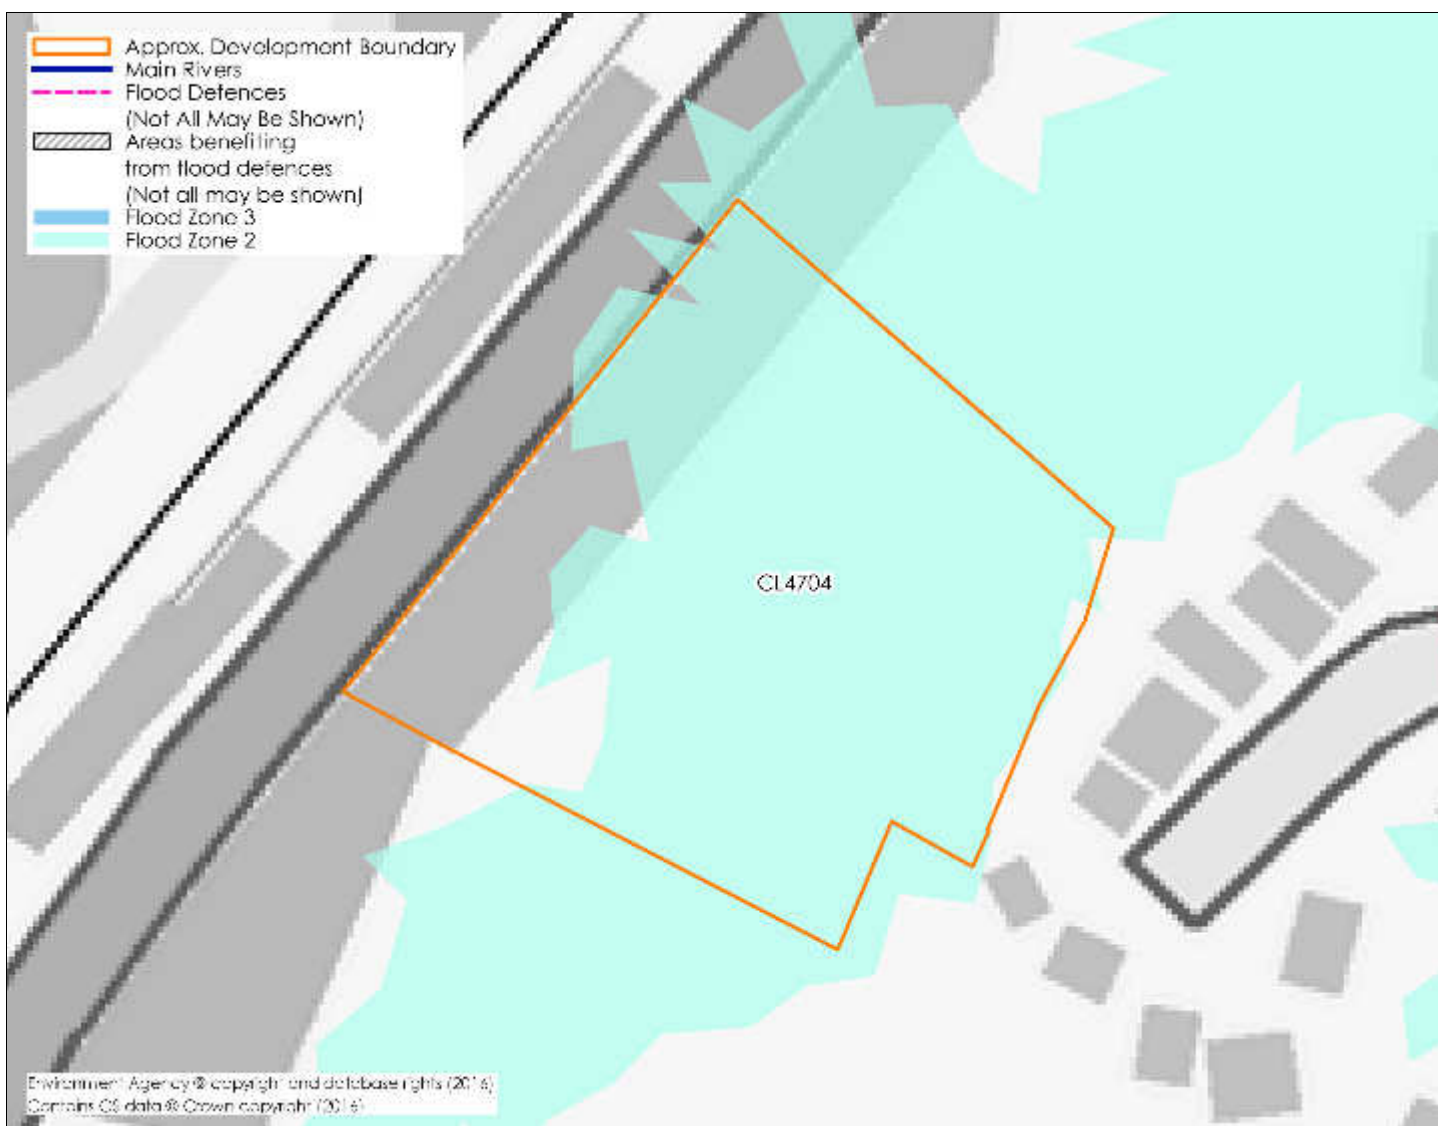 Approx. Development Boundary
Main Rivers
Flood Defences
(Not All May Be Shown)
Areas benefiting
from flood defences
(Not all may be shown)
Flood Zone 3
Flood Zone 2
CL4704
Environment Agency © copyright and database rights (2016)
Contains OS data © Crown copyright (2016)